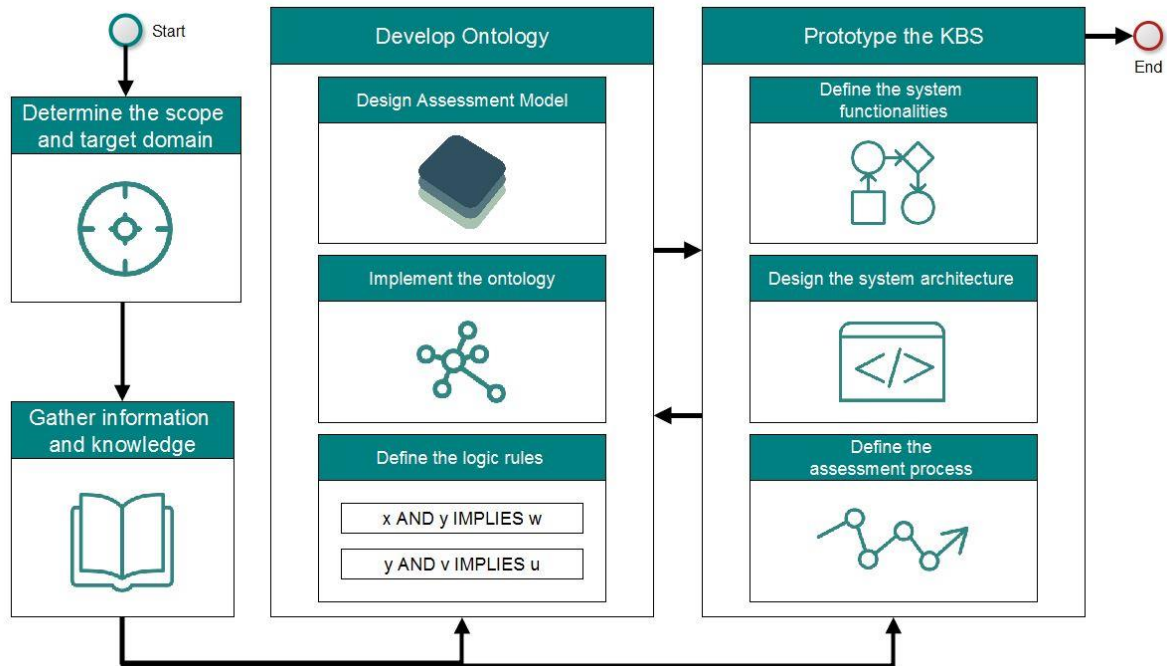 Start
Determine the scope
and target domain
Gather information
and knowledge
Develop Ontology
Design Assessment Model
Implement the ontology
Define the logic rules
x AND y IMPLIES w
y AND v IMPLIES u
Prototype the KBS
Define the system
functionalities
Design the system architecture
</>
Define the
assessment process
End